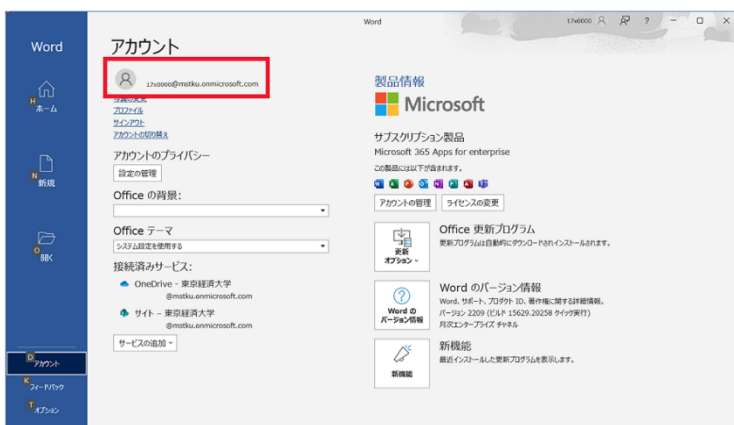 Word
17x0000
?
Word
アカウント
17x0000@mstku.onmicrosoft.com
写真の変更
プロファイル
サインアウト
アカウントの切り替え
アカウントのプライバシー
設定の管理
Office の背景:
Office テーマ
システム設定を使用する
接続済みサービス:
OneDrive - 東京経済大学
@mstku.onmicrosoft.com
サイト – 東京経済大学
@mstku.onmicrosoft.com
サービスの追加
H
ホーム
N
新規
O
開く
D
アカウント
K
フィードバック
T
オプション
製品情報
Microsoft
サブスクリプション製品
Microsoft 365 Apps for enterprise
この製品には以下が含まれます。
アカウントの管理
ライセンスの変更
更新
オプション
Office 更新プログラム
更新プログラムは自動的にダウンロードされインストールされます。
Word の
バージョン情報
Word のバージョン情報
Word、サポート、プロダクト ID、著作権に関する詳細情報。
バージョン 2209 (ビルド 15629.20258 クイック実行)
月次エンタープライズ チャネル
新機能
新機能
最近インストールした更新プログラムを表示します。